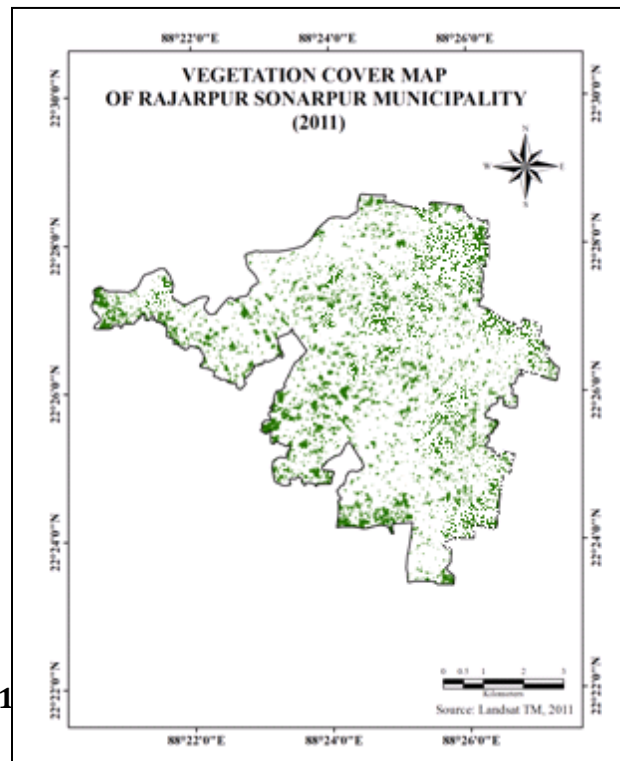 88°22'0"E 88°24'0"E 88°26'0"E
VEGETATION COVER MAP
OF RAJARPUR SONARPUR MUNICIPALITY
(2011)
N
W E
S
22°30'0"N 22°30'0"N
22°28'0"N 22°28'0"N
22°26'0"N 22°26'0"N
22°24'0"N 22°24'0"N
22°22'0"N 22°22'0"N
1
0 0.5 1 2 3
Kilometers
Source: Landsat TM, 2011
88°22'0"E 88°24'0"E 88°26'0"E